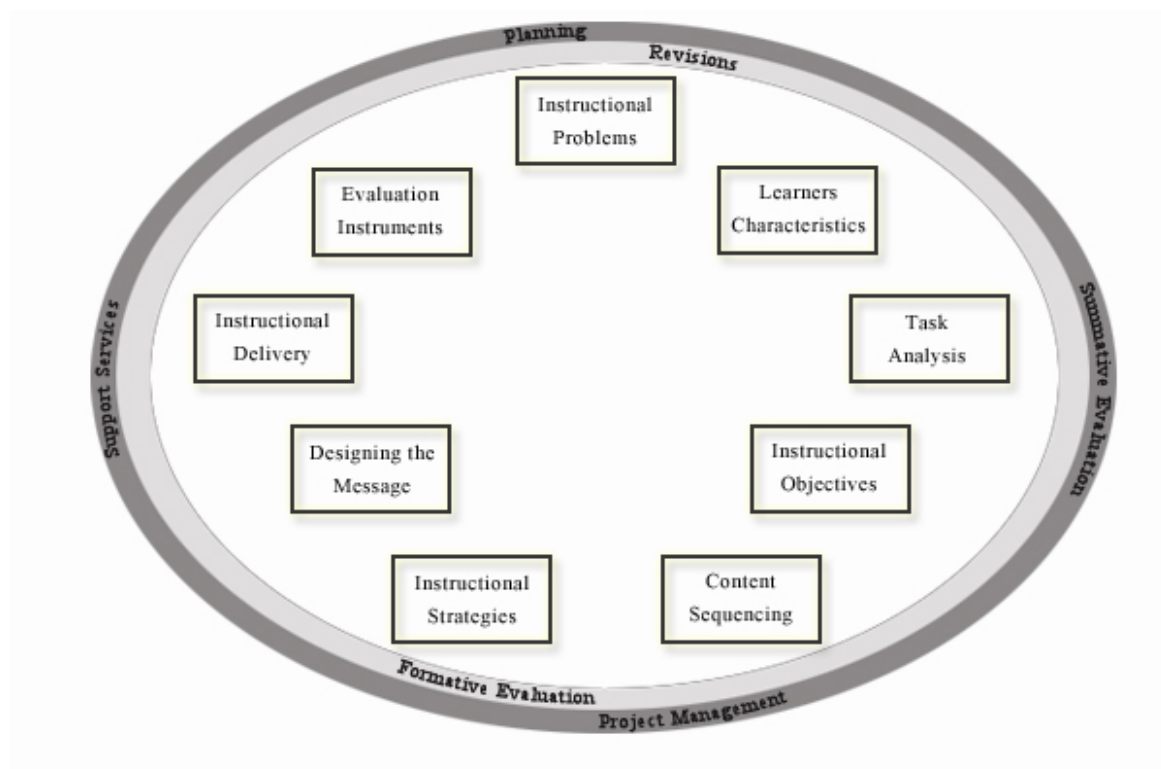 Planning
Revisions
Instructional
Problems
Evaluation
Instruments
Learners
Characteristics
Instructional
Delivery
Task
Analysis
Support Services
Summative Evaluation
Designing the
Message
Instructional
Objectives
Instructional
Strategies
Content
Sequencing
Formative Evaluation
Project Management